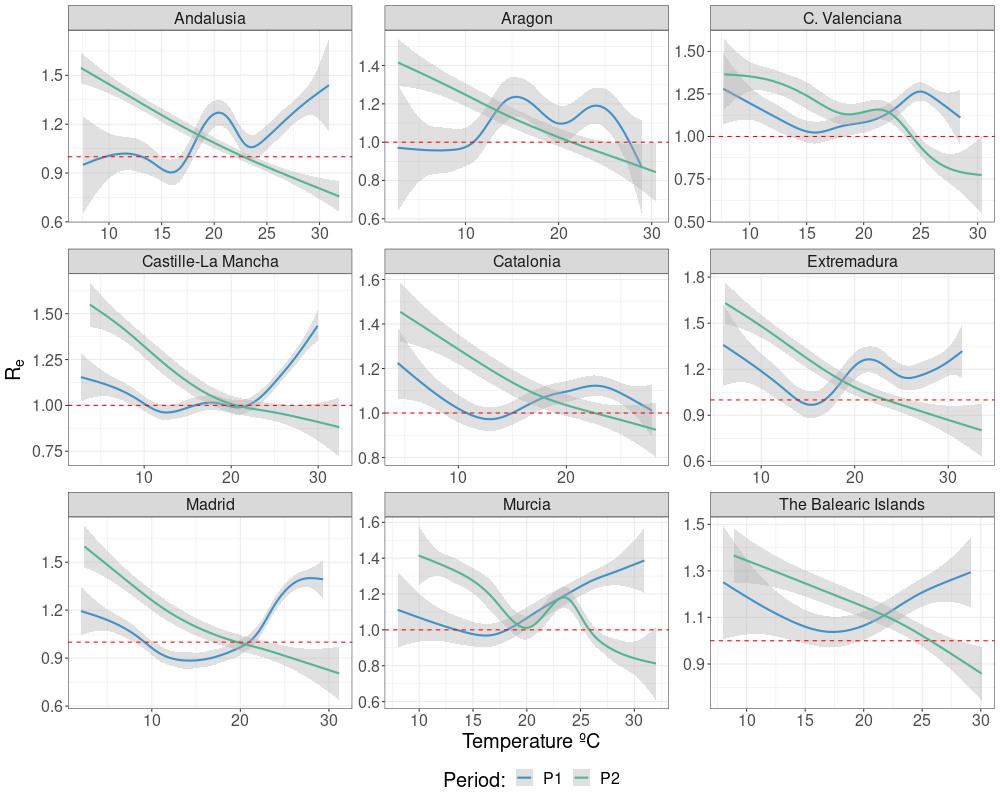 Andalusia
Aragon
C. Valenciana
1.5
1.2
0.9
0.6
10 15 20 25 30
1.4
1.2
1.0
0.8
0.6
10 20 30
1.50
1.25
1.00
0.75
0.50
10 15 20 25 30
Castille-La Mancha
Catalonia
Extremadura
1.50
1.25
1.00
0.75
10 20 30
1.6
1.4
1.2
1.0
0.8
10 20
1.8
1.5
1.2
0.9
0.6
10 20 30
Madrid
Murcia
The Balearic Islands
1.5
1.2
0.9
0.6
10 20 30
1.6
1.4
1.2
1.0
0.8
0.6
10 15 20 25 30
1.5
1.3
1.1
0.9
10 15 20 25 30
Re
Temperature ºC
Period: P1 P2